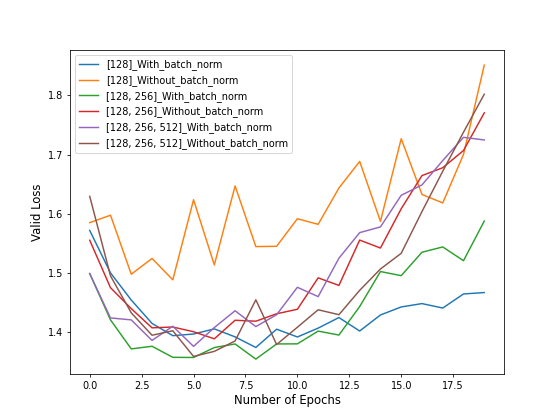 [128]_With_batch_norm
[128]_Without_batch_norm
[128, 256]_With_batch_norm
[128, 256]_Without_batch_norm
[128, 256, 512]_With_batch_norm
[128, 256, 512]_Without_batch_norm
1.8
1.7
1.6
1.5
1.4
Valid Loss
0.0 2.5 5.0 7.5 10.0 12.5 15.0 17.5
Number of Epochs